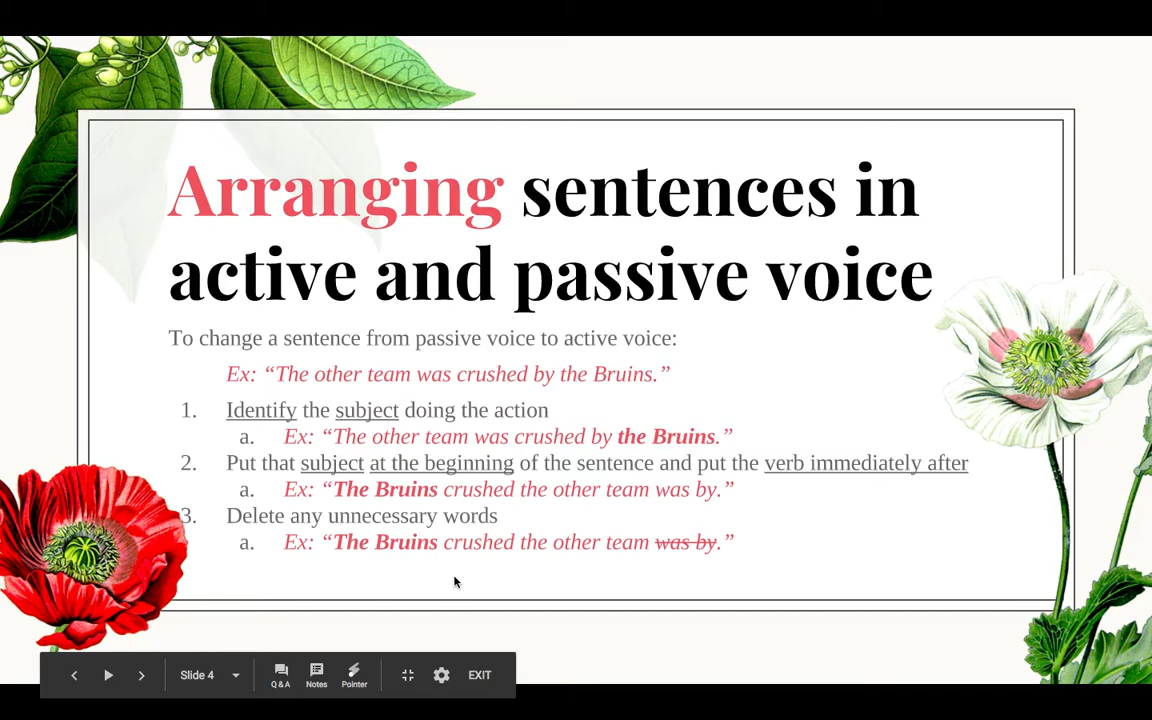 Arranging sentences in
active and passive voice
To change a sentence from passive voice to active voice:
Ex: “The other team was crushed by the Bruins.”
1. Identify the subject doing the action
a. Ex: “The other team was crushed by the Bruins.”
2. Put that subject at the beginning of the sentence and put the verb immediately after
a. Ex: “The Bruins crushed the other team was by.”
3. Delete any unnecessary words
a. Ex: “The Bruins crushed the other team was by.”
Slide 4
Q & A
Notes
Pointer
EXIT